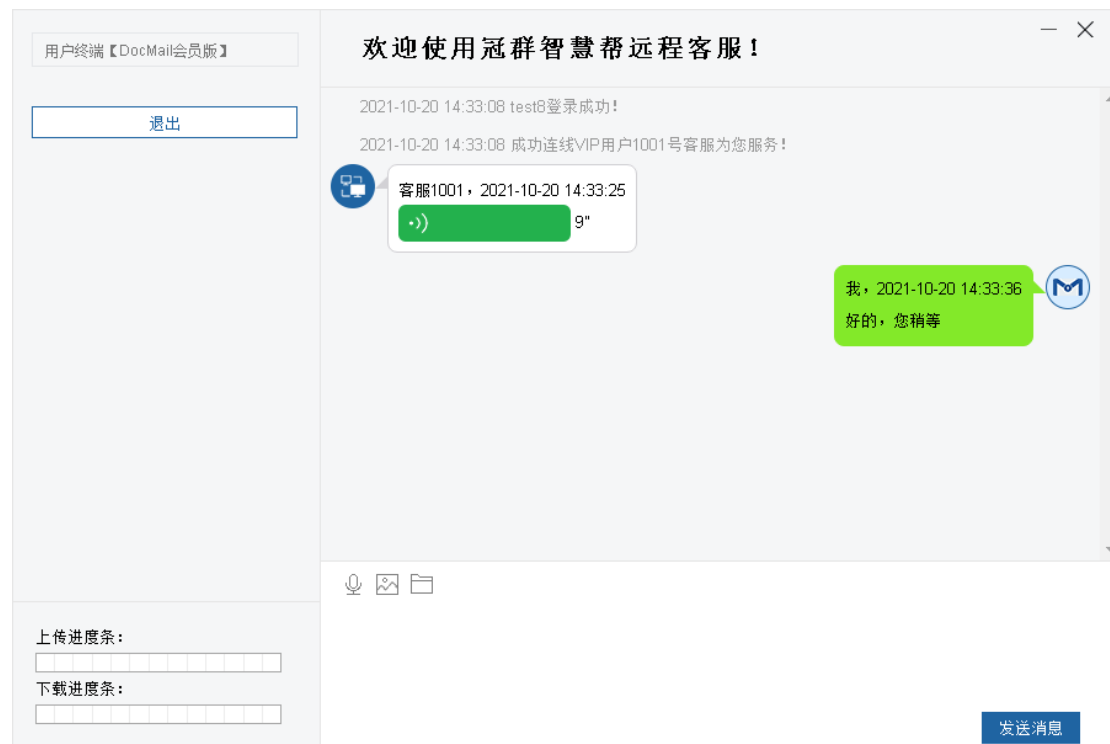 用户终端【DocMail会员版】
退出
欢迎使用冠群智慧帮远程客服！
2021-10-20 14:33:08 test8登录成功！
2021-10-20 14:33:08 成功连线VIP用户1001号客服为您服务！
客服1001，2021-10-20 14:33:25
9"
我，2021-10-20 14:33:36
好的，您稍等
上传进度条：
下载进度条：
发送消息